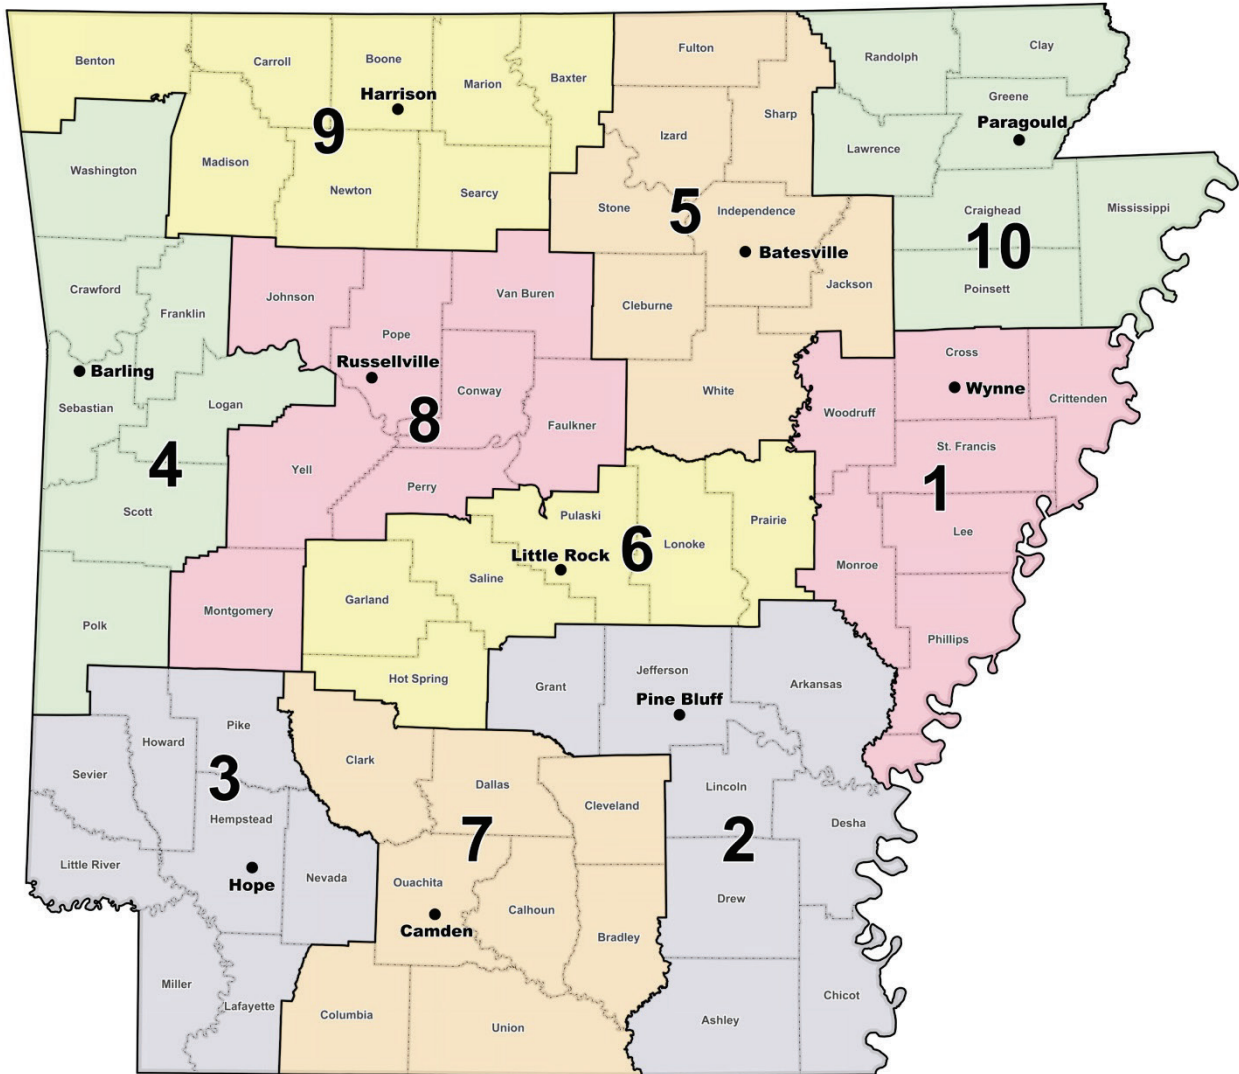 Benton
Carroll
Boone
Marion
Baxter
Fulton
Randolph
Clay
Harrison
9
Sharp
Greene
Paragould
Izard
Lawrence
Washington
Madison
Newton
Searcy
Stone
5
Independence
Batesville
Craighead
10
Mississippi
Poinsett
Crawford
Franklin
Johnson
Van Buren
Cleburne
Jackson
Pope
Russellville
Barling
Sebastian
Logan
8
Conway
Faulkner
White
Woodruff
Cross
Wynne
Crittenden
St. Francis
4
Yell
Perry
1
Scott
Pulaski
Little Rock
6
Lonoke
Prairie
Lee
Saline
Monroe
Garland
Montgomery
Polk
Phillips
Hot Spring
Grant
Jefferson
Pine Bluff
Arkansas
Howard
Pike
Sevier
3
Clark
Dallas
Cleveland
Lincoln
Desha
Hempstead
Little River
Hope
Nevada
7
2
Ouachita
Camden
Calhoun
Bradley
Drew
Miller
Lafayette
Columbia
Union
Ashley
Chicot